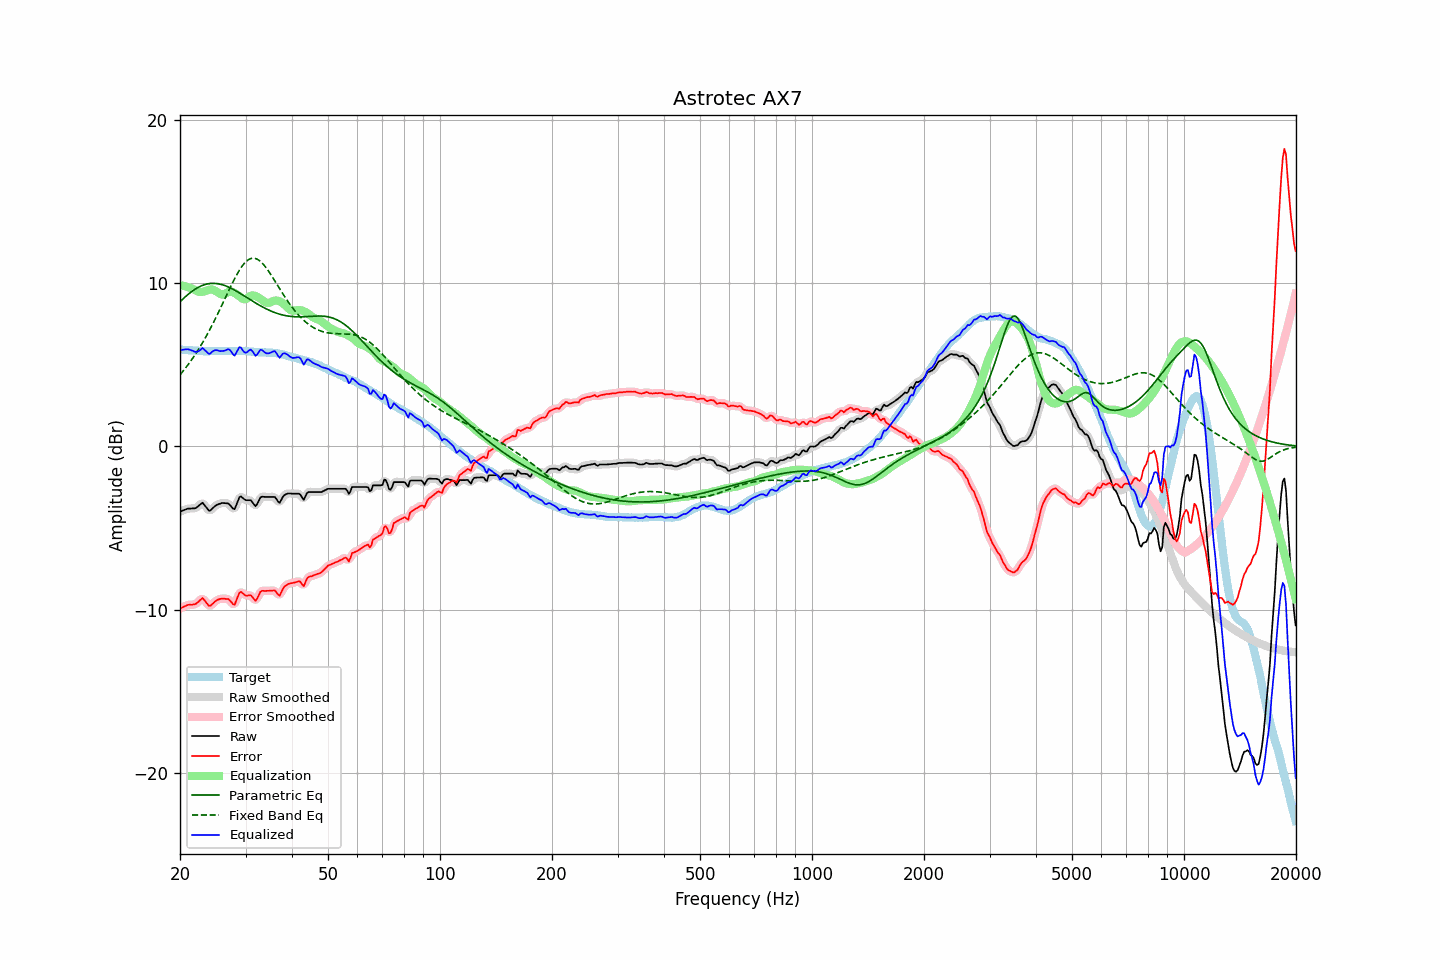 Astrotec AX7
Amplitude (dBr)
20
10
0
−10
−20
Target
Raw Smoothed
Error Smoothed
Raw
Error
Equalization
Parametric Eq
Fixed Band Eq
Equalized
20 50 100 200 500 1000 2000 5000 10000 20000
Frequency (Hz)